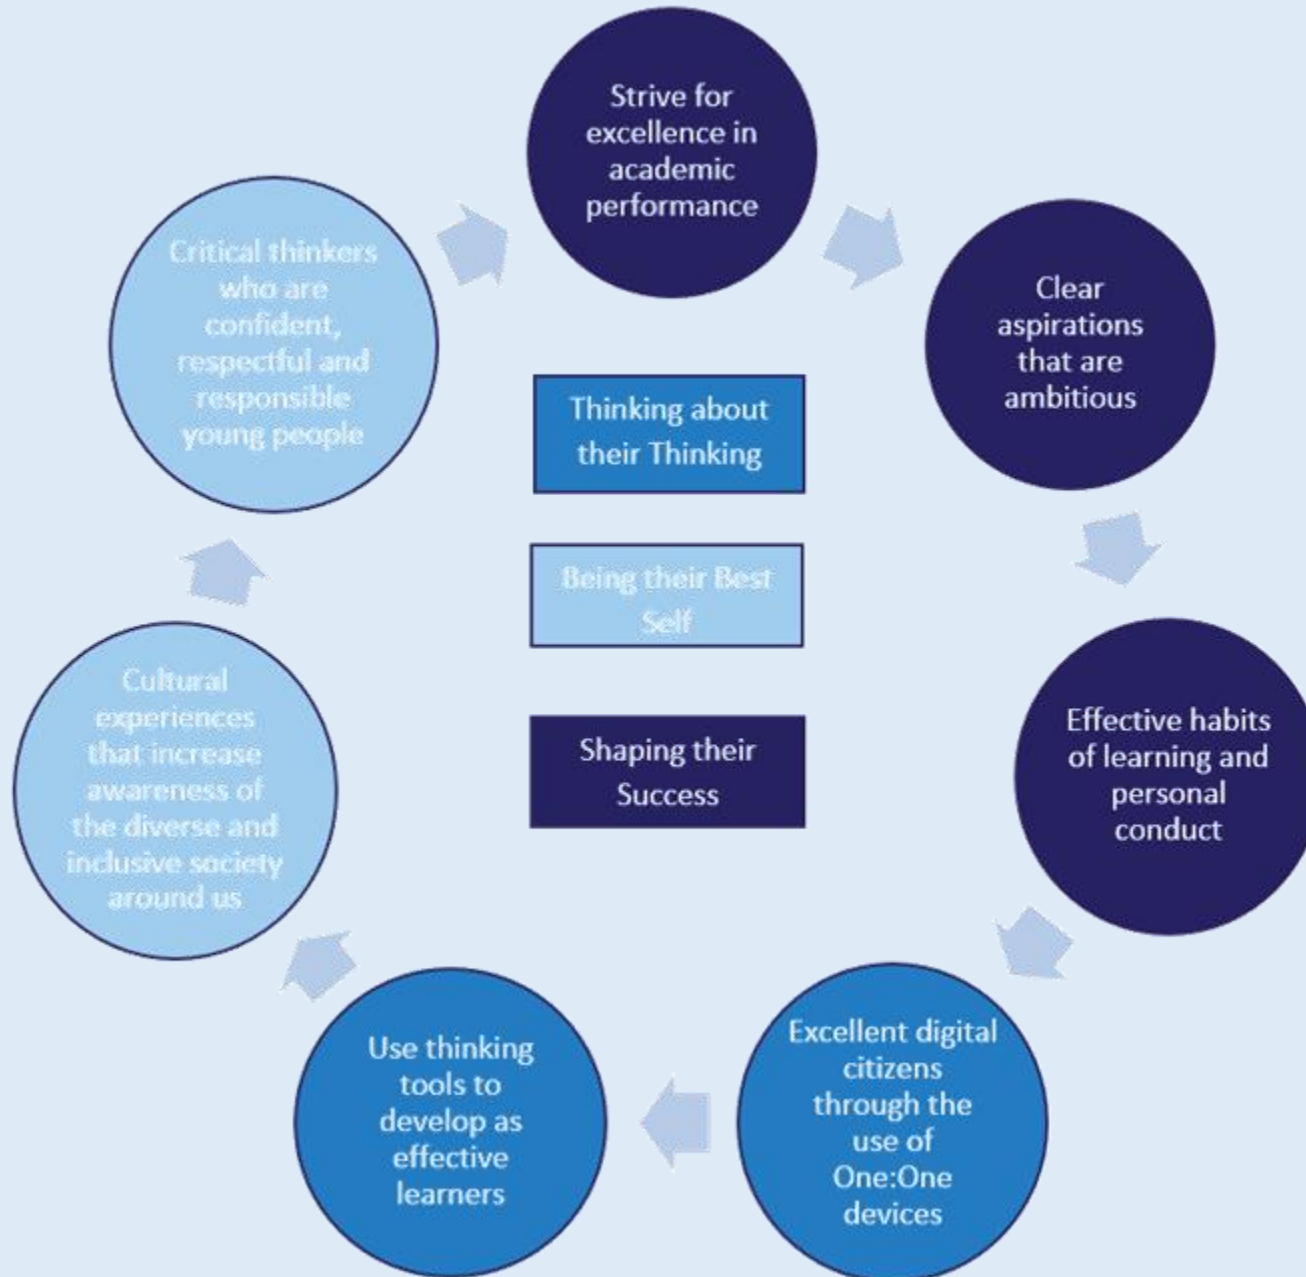 Strive for
excellence in
academic
performance
Clear
aspirations
that are
ambitious
Effective habits
of learning and
personal
conduct
Excellent digital
citizens
through the
use of
One:One
devices
Use thinking
tools to
develop as
effective
learners
Cultural
experiences
that increase
awareness of
the diverse and
inclusive society
around us
Critical thinkers
who are
confident,
respectful and
responsible
young people
Thinking about
their Thinking
Being their Best
Self
Shaping their
Success